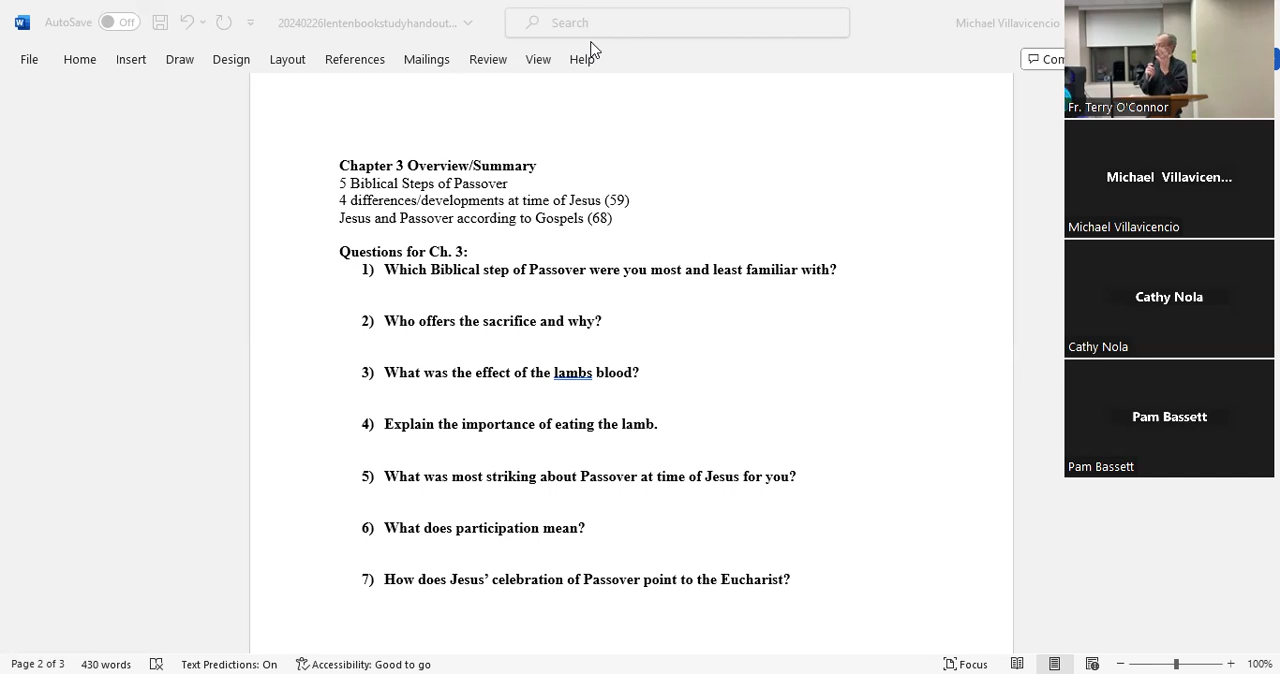 AutoSave Off 20240226lentenbookstudyhandout... Search Michael Villavicencio
File Home Insert Draw Design Layout References Mailings Review View Help Com
Fr. Terry O'Connor
Chapter 3 Overview/Summary
5 Biblical Steps of Passover
4 differences/developments at time of Jesus (59)
Jesus and Passover according to Gospels (68)
Questions for Ch. 3:
1) Which Biblical step of Passover were you most and least familiar with?
2) Who offers the sacrifice and why?
3) What was the effect of the lambs blood?
4) Explain the importance of eating the lamb.
5) What was most striking about Passover at time of Jesus for you?
6) What does participation mean?
7) How does Jesus’ celebration of Passover point to the Eucharist?
Michael Villavicen...
Michael Villavicencio
Cathy Nola
Cathy Nola
Pam Bassett
Pam Bassett
Page 2 of 3 430 words Text Predictions: On Accessibility: Good to go Focus 100%